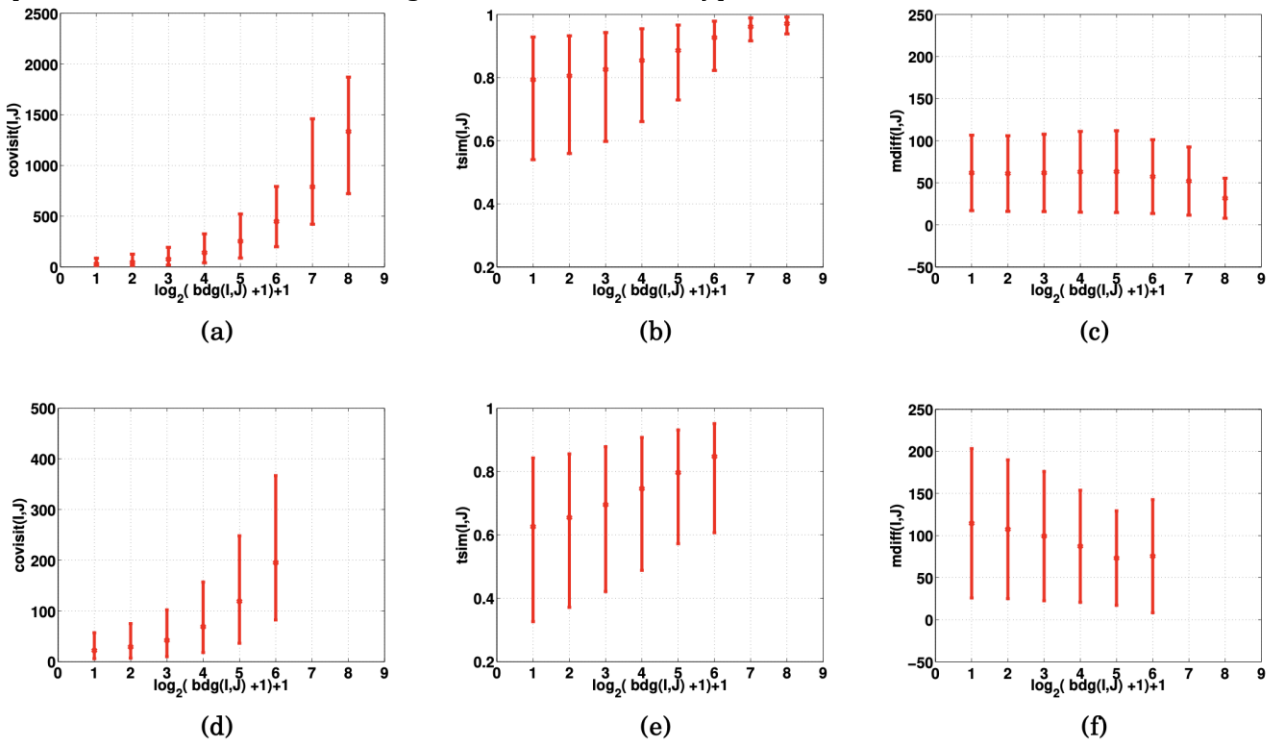 2500
2000
1500
1000
500
0
covisit(I,J)
0 1 2 3 4 5 6 7 8 9
log2( bdg(I,J) +1)+1
(a)
1
0.8
0.6
0.4
0.2
tsim(I,J)
0 1 2 3 4 5 6 7 8 9
log2( bdg(I,J) +1)+1
(b)
250
200
150
100
50
0
−50
mdiff(I,J)
0 1 2 3 4 5 6 7 8 9
log2( bdg(I,J) +1)+1
(c)
500
400
300
200
100
0
covisit(I,J)
0 1 2 3 4 5 6 7 8 9
log2( bdg(I,J) +1)+1
(d)
1
0.8
0.6
0.4
0.2
tsim(I,J)
0 1 2 3 4 5 6 7 8 9
log2( bdg(I,J) +1)+1
(e)
250
200
150
100
50
0
−50
mdiff(I,J)
0 1 2 3 4 5 6 7 8 9
log2( bdg(I,J) +1)+1
(f)